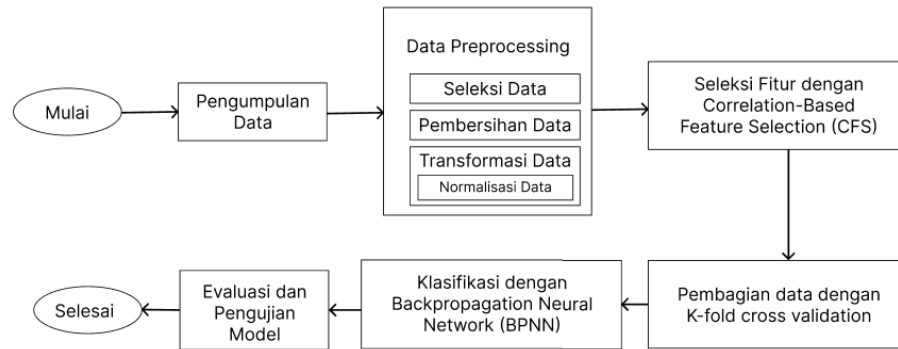 Mulai
Pengumpulan
Data
Data Preprocessing
Seleksi Data
Pembersihan Data
Transformasi Data
Normalisasi Data
Seleksi Fitur dengan
Correlation-Based
Feature Selection (CFS)
Pembagian data dengan
K-fold cross validation
Klasifikasi dengan
Backpropagation Neural
Network (BPNN)
Evaluasi dan
Pengujian
Model
Selesai